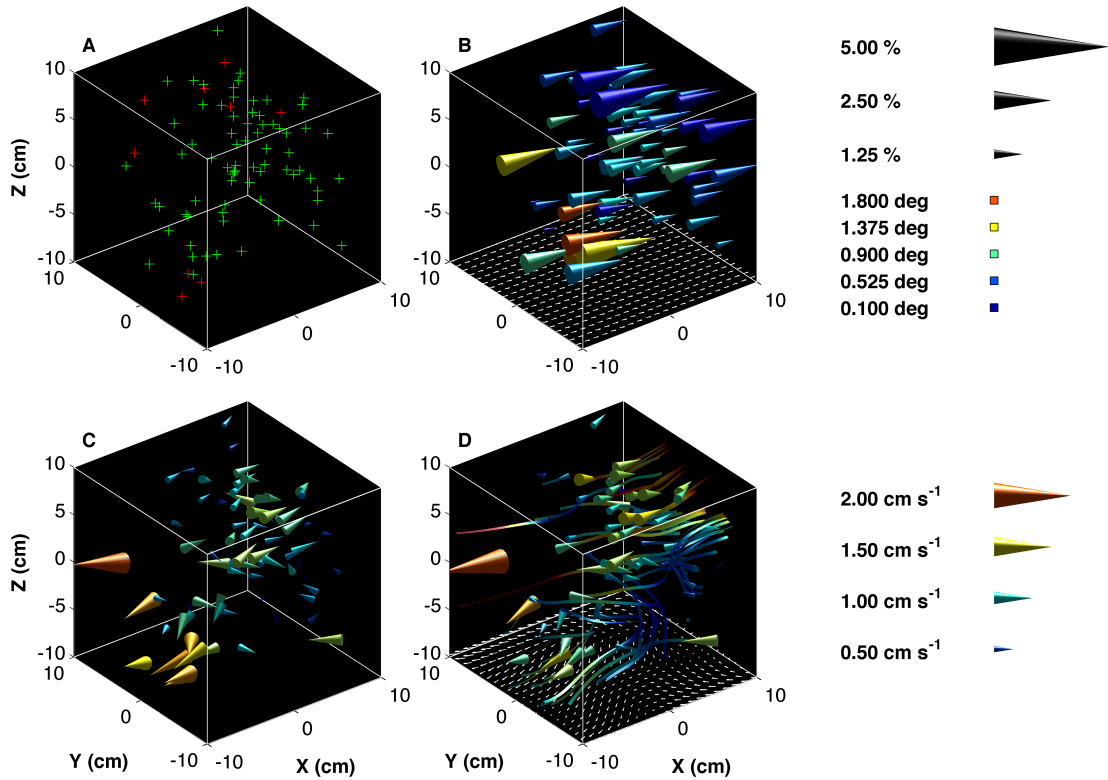 A
B
10
5
0
-5
-10
Z (cm)
10
0
-10
-10
0
10
10
5
0
-5
-10
10
0
-10
-10
0
10
5.00 %
2.50 %
1.25 %
1.800 deg
1.375 deg
0.900 deg
0.525 deg
0.100 deg
C
D
10
5
0
-5
-10
Z (cm)
10
0
-10
-10
0
10
Y (cm)
X (cm)
10
5
0
-5
-10
10
0
-10
-10
0
10
Y (cm)
X (cm)
2.00 cm s-1
1.50 cm s-1
1.00 cm s-1
0.50 cm s-1